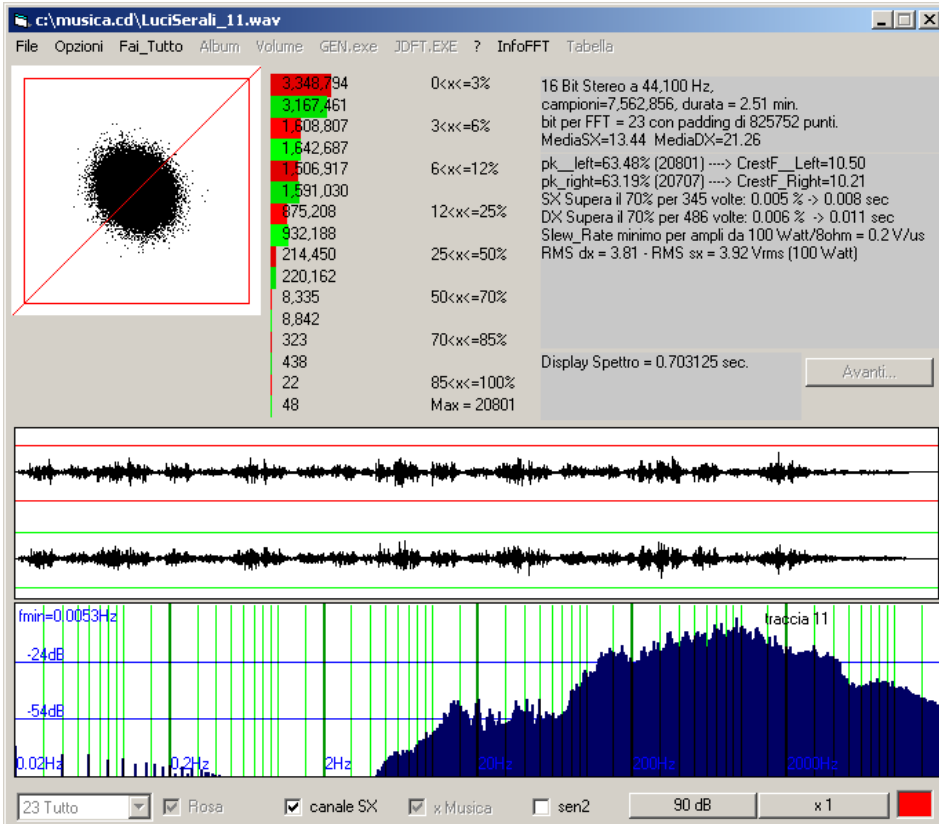 c:\musica.cd\LuciSerali_11.wav
File Opzioni Fai_Tutto Album Volume GEN.exe JDFT.EXE ? InfoFFT Tabella
3,348,794 0<x<=3%
3,167,461
1,608,807 3<x<=6%
1,642,687
1,506,917 6<x<=12%
1,591,030
875,208 12<x<=25%
932,188
214,450 25<x<=50%
220,162
8,335 50<x<=70%
8,842
323 70<x<=85%
438
22 85<x<=100%
48 Max = 20801
16 Bit Stereo a 44,100 Hz,
campioni=7,562,856, durata = 2.51 min.
bit per FFT = 23 con padding di 825752 punti.
MediaSX=13.44 MediaDX=21.26
pk__left=63.48% (20801) ----> CrestF__Left=10.50
pk_right=63.19% (20707) ----> CrestF_Right=10.21
SX Supera il 70% per 345 volte: 0.005 % -> 0.008 sec
DX Supera il 70% per 486 volte: 0.006 % -> 0.011 sec
Slew_Rate minimo per ampli da 100 Watt/8ohm = 0.2 V/us
RMS dx = 3.81 - RMS sx = 3.92 Vrms (100 Watt)
Display Spettro = 0.703125 sec.
Avanti...
fmin=0.0053Hz
traccia 11
-24dB
-54dB
0.02Hz 0.2Hz 2Hz 20Hz 200Hz 2000Hz
23 Tutto Rosa canale SX x Musica sen2 90 dB x 1